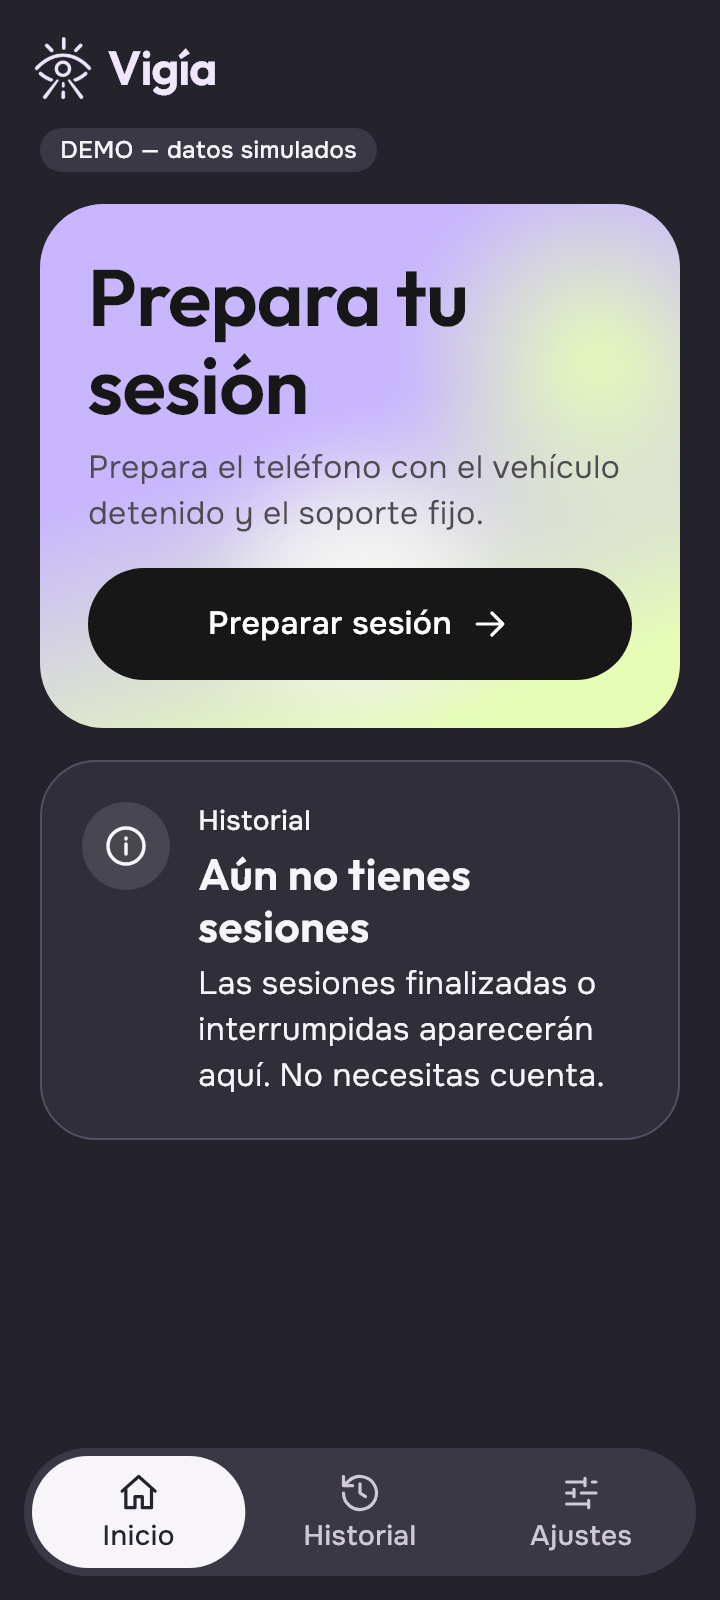 Vigía
DEMO — datos simulados
Prepara tu
sesión
Prepara el teléfono con el vehículo
detenido y el soporte fijo.
Preparar sesión →
Historial
Aún no tienes
sesiones
Las sesiones finalizadas o
interrumpidas aparecerán
aquí. No necesitas cuenta.
Inicio
Historial
Ajustes